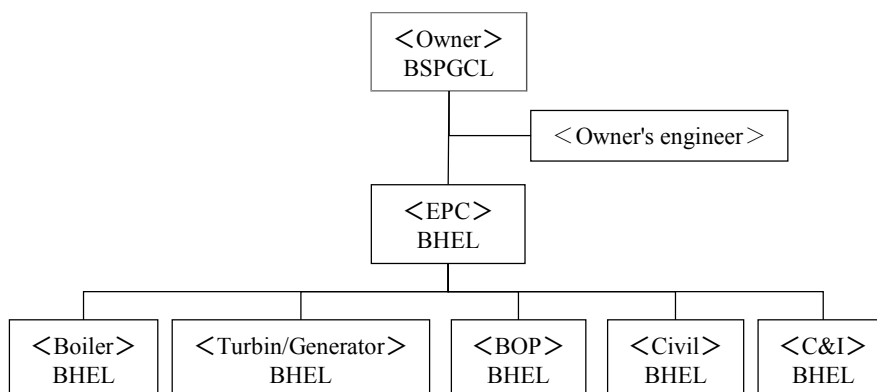 ＜Owner＞
BSPGCL
＜Owner's engineer＞
＜EPC＞
BHEL
＜Boiler＞
BHEL
＜Turbin/Generator＞
BHEL
＜BOP＞
BHEL
＜Civil＞
BHEL
＜C&I＞
BHEL